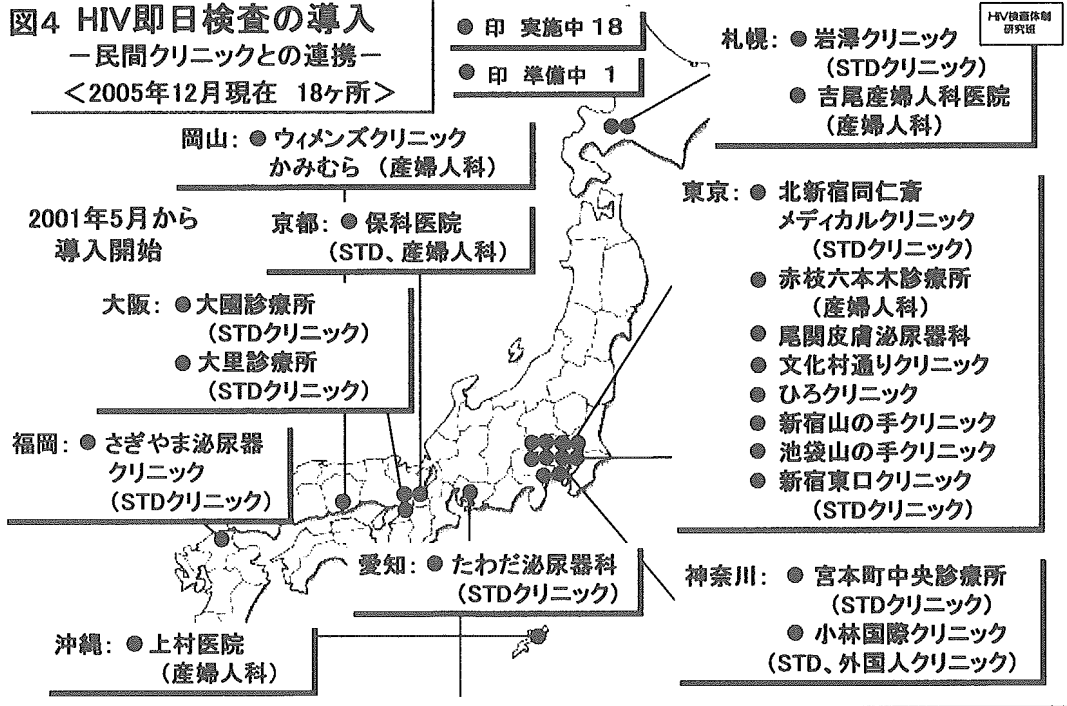 図4 HIV即日検査の導入
－民間クリニックとの連携－
＜2005年12月現在 18ヶ所＞
●印 実施中 18
●印 準備中 1
HIV検査体制
研究班
札幌：●岩澤クリニック
（STDクリニック）
●吉尾産婦人科医院
（産婦人科）
岡山：●ウィメンズクリニック
かみむら（産婦人科）
2001年5月から
導入開始
京都：●保科医院
（STD、産婦人科）
大阪：●大國診療所
（STDクリニック）
●大里診療所
（STDクリニック）
福岡：●さぎやま泌尿器
クリニック
（STDクリニック）
東京：●北新宿同仁斎
メディカルクリニック
（STDクリニック）
●赤枝六本木診療所
（産婦人科）
●尾関皮膚泌尿器科
●文化村通りクリニック
●ひろクリニック
●新宿山の手クリニック
●池袋山の手クリニック
●新宿東口クリニック
（STDクリニック）
愛知：●たわだ泌尿器科
（STDクリニック）
神奈川：●宮本町中央診療所
（STDクリニック）
●小林国際クリニック
（STD、外国人クリニック）
沖縄：●上村医院
（産婦人科）